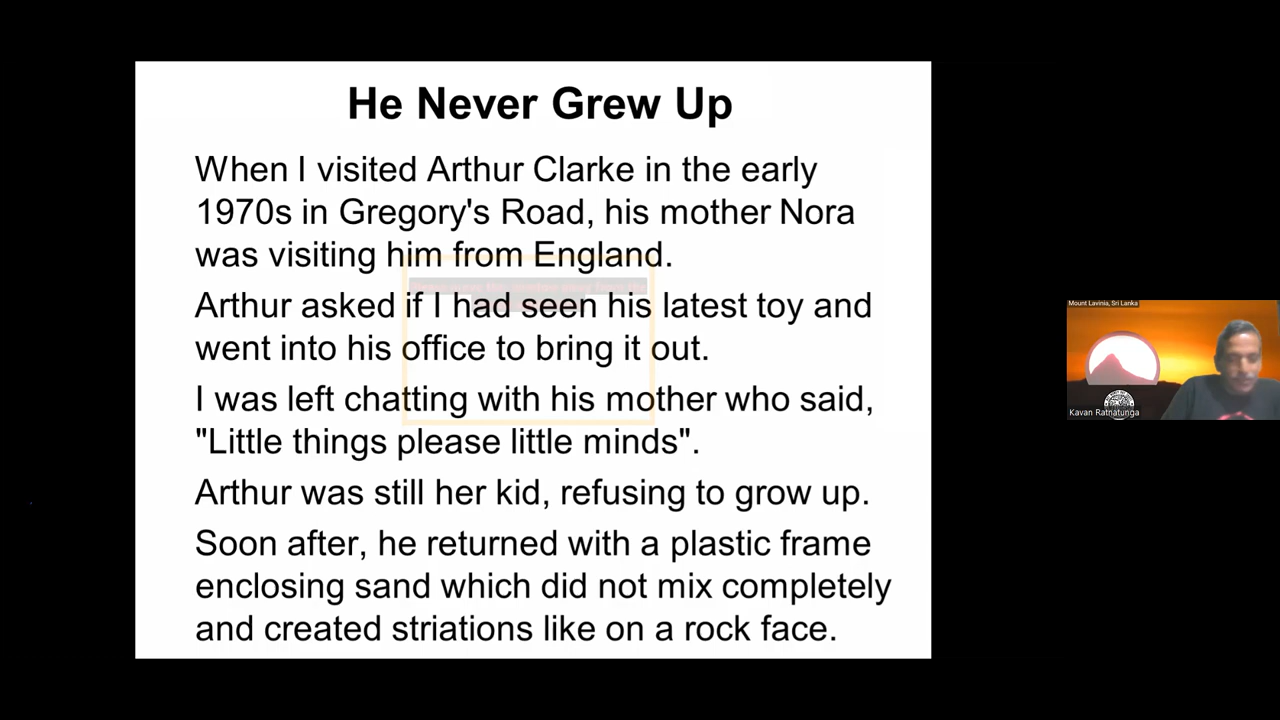 He Never Grew Up
When I visited Arthur Clarke in the early
1970s in Gregory's Road, his mother Nora
was visiting him from England.
Arthur asked if I had seen his latest toy and
went into his office to bring it out.
I was left chatting with his mother who said,
"Little things please little minds".
Arthur was still her kid, refusing to grow up.
Soon after, he returned with a plastic frame
enclosing sand which did not mix completely
and created striations like on a rock face.
Mount Lavinia, Sri Lanka
Kavan Ratnatunga